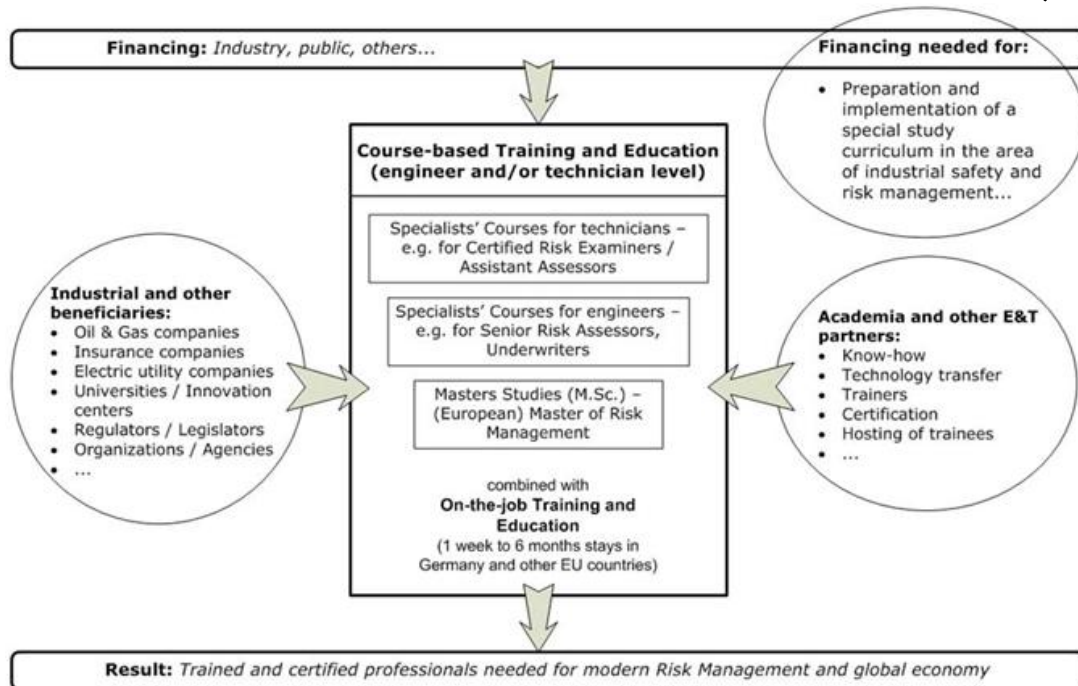 Financing: Industry, public, others...
Financing needed for:
• Preparation and
implementation of a
special study
curriculum in the area
of industrial safety and
risk management...
Course-based Training and Education
(engineer and/or technician level)
Specialists' Courses for technicians –
e.g. for Certified Risk Examiners /
Assistant Assessors
Specialists' Courses for engineers –
e.g. for Senior Risk Assessors,
Underwriters
Masters Studies (M.Sc.) –
(European) Master of Risk
Management
combined with
On-the-job Training and
Education
(1 week to 6 months stays in
Germany and other EU countries)
Industrial and other
beneficiaries:
• Oil & Gas companies
• Insurance companies
• Electric utility companies
• Universities / Innovation
centers
• Regulators / Legislators
• Organizations / Agencies
• ...
Academia and other E&T
partners:
• Know-how
• Technology transfer
• Trainers
• Certification
• Hosting of trainees
• ...
Result: Trained and certified professionals needed for modern Risk Management and global economy